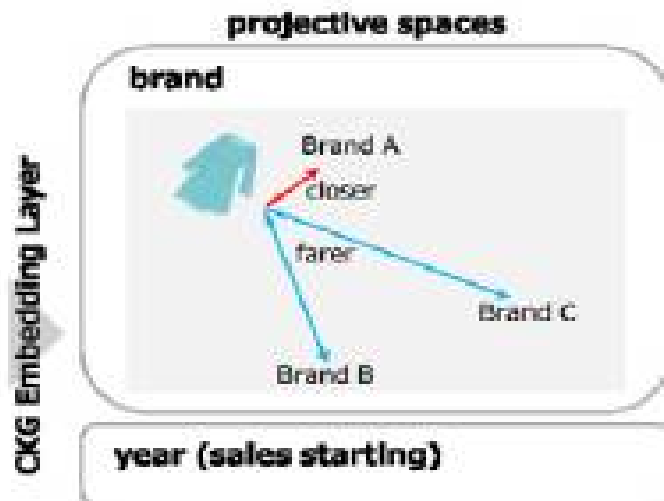 projective spaces
brand
Brand A
closer
farer
Brand C
Brand B
CKG Embedding Layer
year (sales starting)